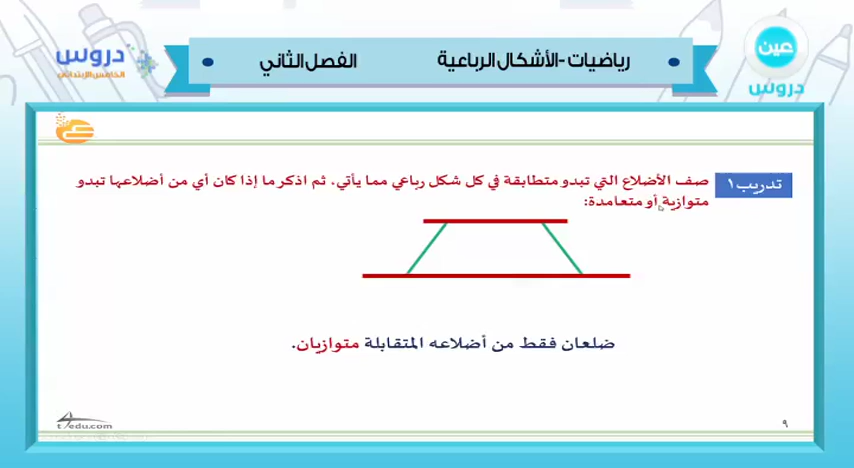 عين
دروس
رياضيات - الأشكال الرباعية
الفصل الثاني
دروس
الخامس الابتدائي
تدريب ١
صف الأضلاع التي تبدو متطابقة في كل شكل رباعي مما يأتي، ثم اذكر ما إذا كان أي من أضلاعها تبدو
متوازية أو متعامدة:
ضلعان فقط من أضلاعه المتقابلة متوازيان.
t4edu.com
٩